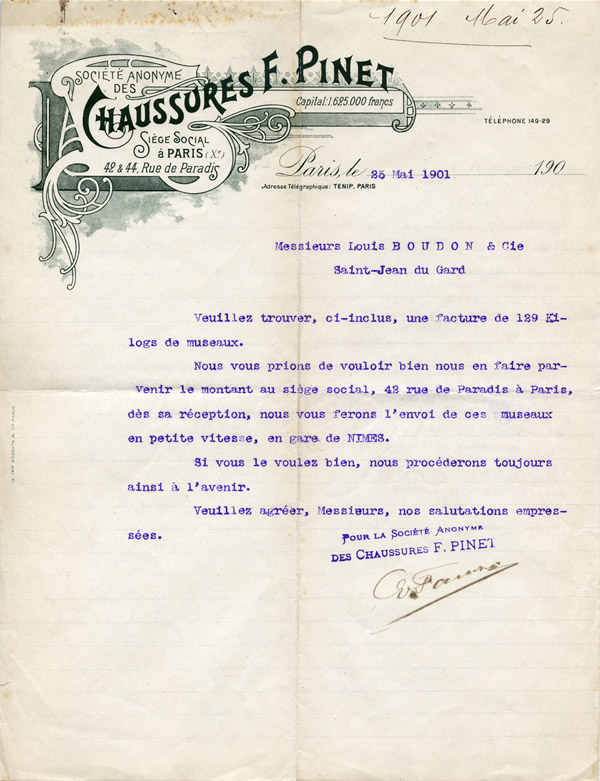 1901 Mai 25.
SOCIÉTÉ ANONYME
DES
CHAUSSURES F. PINET
Capital: 1.625.000 francs
SIÈGE SOCIAL
à PARIS (Xe)
42 & 44, Rue de Paradis
TÉLÉPHONE 149-29
Paris, le 25 Mai 1901 190
Adresse Télégraphique: TENIP. PARIS
Messieurs Louis B O U D O N & Cie
Saint-Jean du Gard
Veuillez trouver, ci-inclus, une facture de 129 Ki-
logs de museaux.
Nous vous prions de vouloir bien nous en faire par-
venir le montant au siège social, 42 rue de Paradis à Paris,
dès sa réception, nous vous ferons l'envoi de ces museaux
en petite vitesse, en gare de NIMES.
Si vous le voulez bien, nous procéderons toujours
ainsi à l'avenir.
Veuillez agréer, Messieurs, nos salutations empres-
sées.
POUR LA SOCIÉTÉ ANONYME
DES CHAUSSURES F. PINET